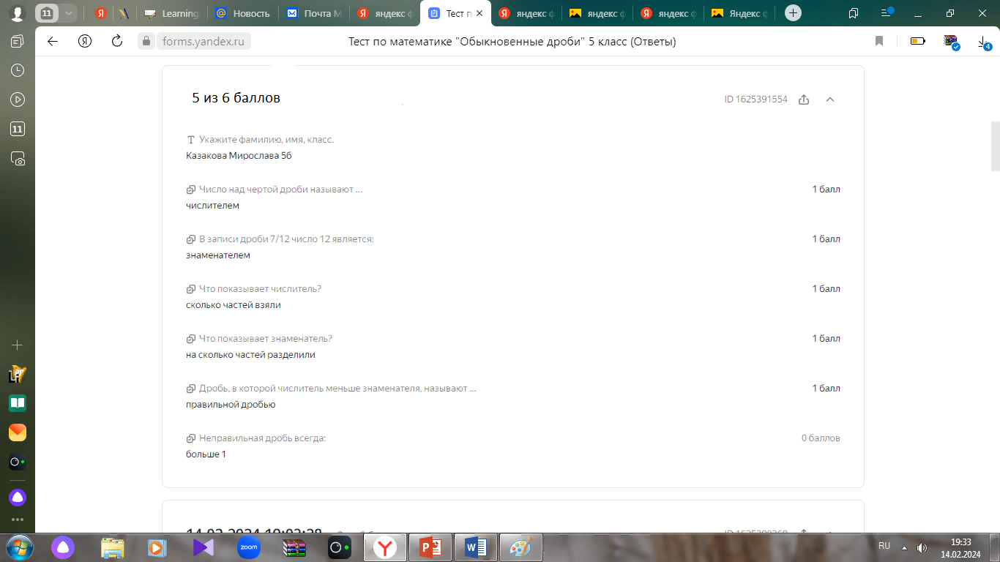 11
Learning
Новость
Почта М
яндекс ф
Тест п
яндекс ф
яндекс ф
яндекс ф
Яндекс ф
forms.yandex.ru
Тест по математике "Обыкновенные дроби" 5 класс (Ответы)
4
11
5 из 6 баллов
ID 1625391554
Укажите фамилию, имя, класс.
Казакова Мирослава 5б
Число над чертой дроби называют ...
1 балл
числителем
В записи дроби 7/12 число 12 является:
1 балл
знаменателем
Что показывает числитель?
1 балл
сколько частей взяли
Что показывает знаменатель?
1 балл
на сколько частей разделили
Дробь, в которой числитель меньше знаменателя, называют ...
1 балл
правильной дробью
Неправильная дробь всегда:
0 баллов
больше 1
zoom
RU
19:33
14.02.2024